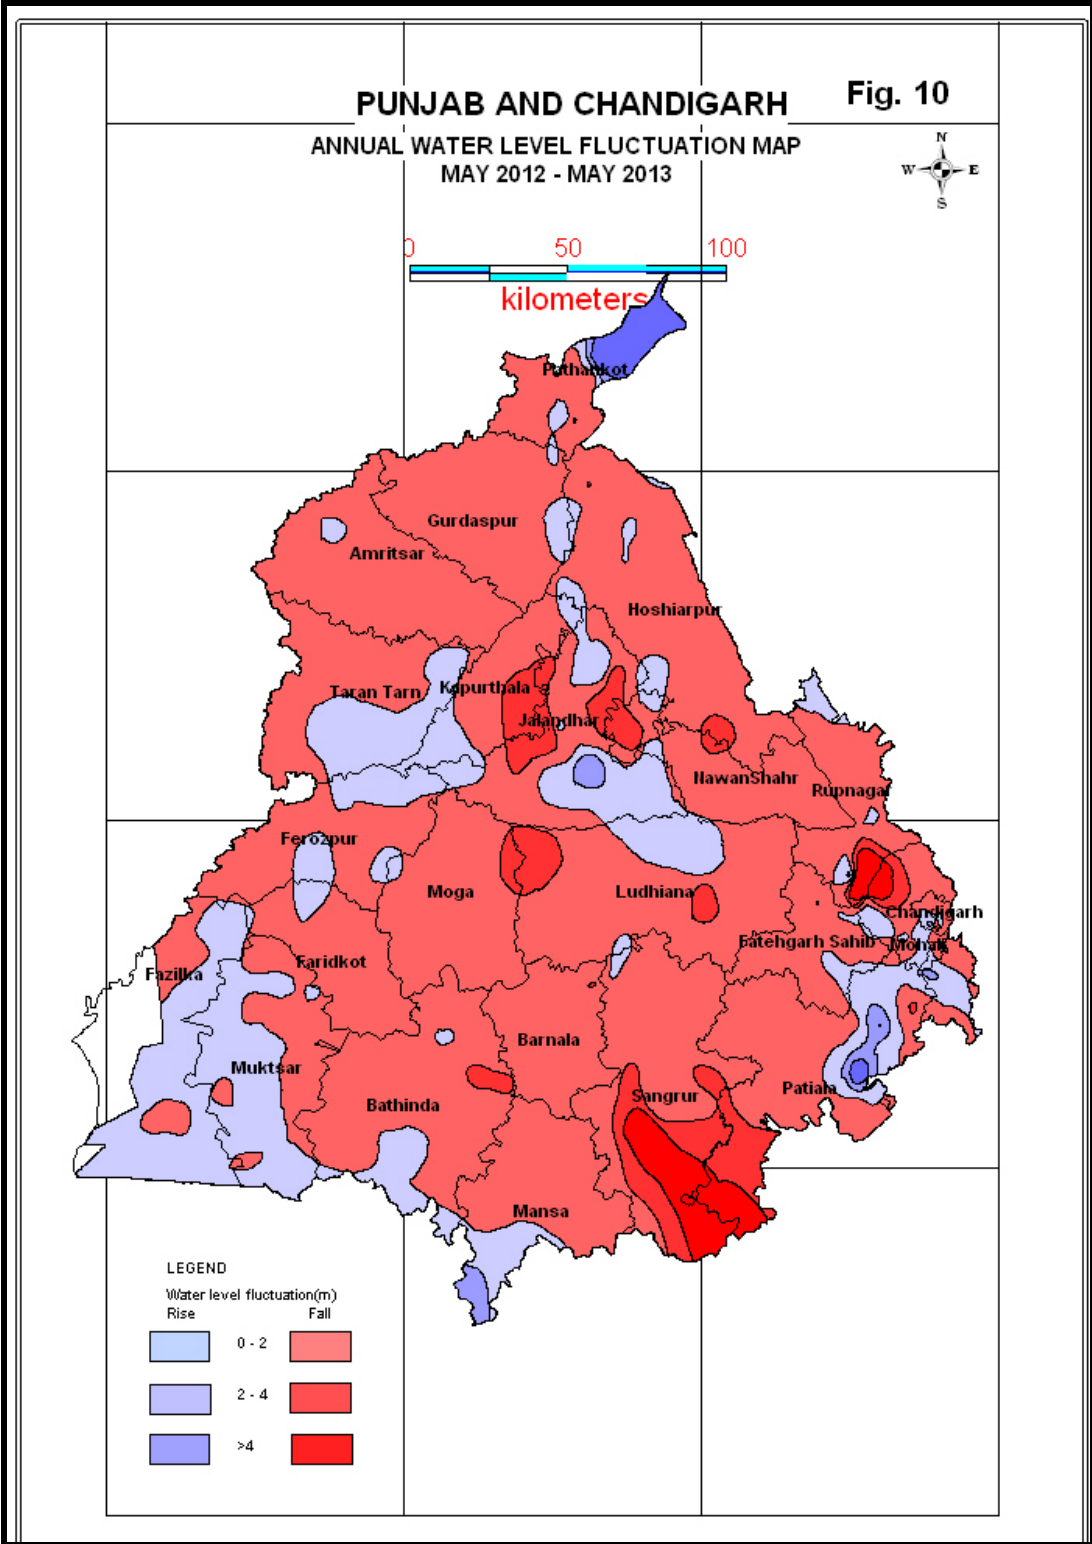 PUNJAB AND CHANDIGARH
Fig. 10
ANNUAL WATER LEVEL FLUCTUATION MAP
MAY 2012 - MAY 2013
N
W E
S
0 50 100
kilometers
Pathankot
Gurdaspur
Amritsar
Hoshiarpur
Taran Tarn
Kapurthala
Jalandhar
NawanShahr
Rupnagar
Ferozpur
Moga
Ludhiana
Chandigarh
Fatehgarh Sahib
Mohali
Faridkot
Fazilka
Barnala
Muktsar
Bathinda
Sangrur
Patiala
Mansa
LEGEND
Water level fluctuation(m)
Rise Fall
0 - 2
2 - 4
>4